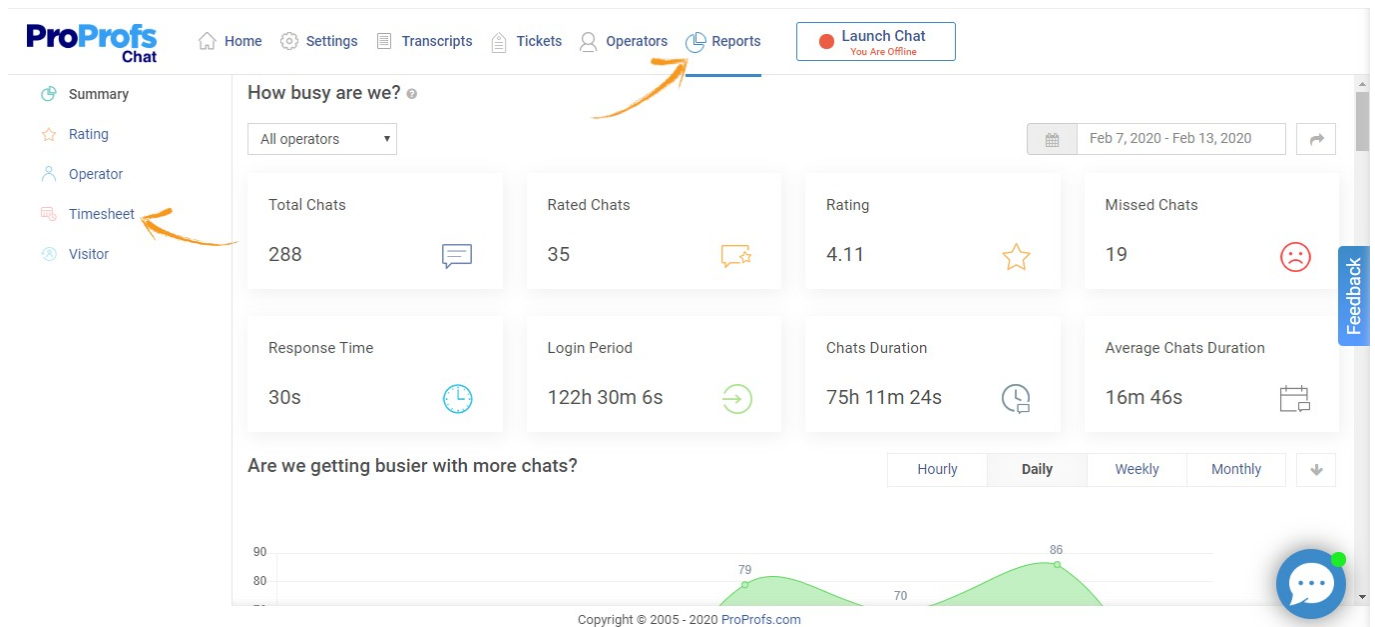 ProProfs
Chat
Home
Settings
Transcripts
Tickets
Operators
Reports
Launch Chat
You Are Offline
Summary
Rating
Operator
Timesheet
Visitor
How busy are we?
All operators
Feb 7, 2020 - Feb 13, 2020
Total Chats
288
Rated Chats
35
Rating
4.11
Missed Chats
19
Response Time
30s
Login Period
122h 30m 6s
Chats Duration
75h 11m 24s
Average Chats Duration
16m 46s
Feedback
Are we getting busier with more chats?
Hourly
Daily
Weekly
Monthly
90
80
79
86
70
Copyright © 2005 - 2020 ProProfs.com